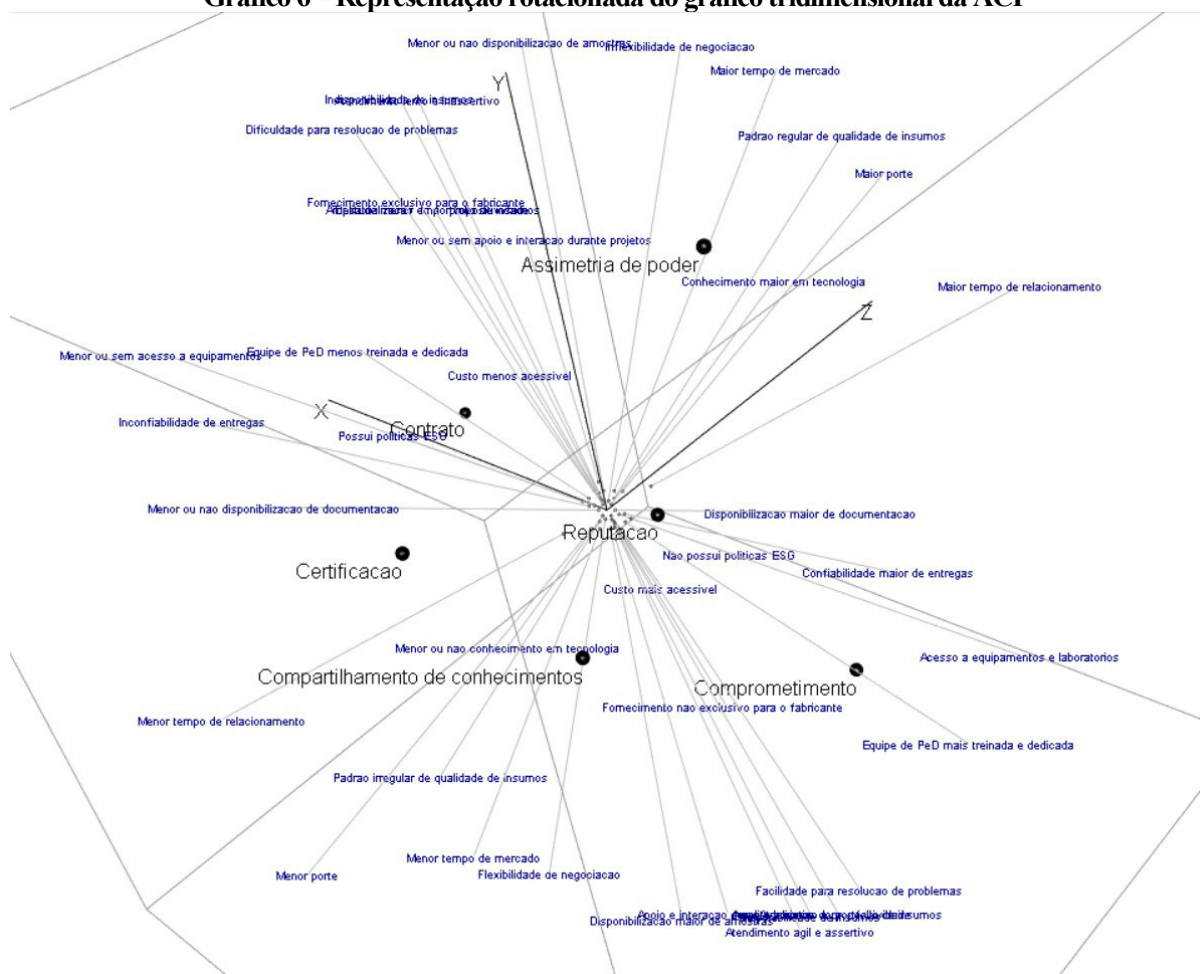 Gráfico 6 – Representação rotacionada do gráfico tridimensional da ACP
Menor ou nao disponibilizacao de amostras
Inflexibilidade de negociacao
Maior tempo de mercado
Y
Indisponibilidade de insumos
Dificuldade para resolucao de problemas
Padrao regular de qualidade de insumos
Maior porte
Fornecimento exclusivo para o fabricante
Menor ou sem apoio e interacao durante projetos
Assimetria de poder
Conhecimento maior em tecnologia
Maior tempo de relacionamento
Z
Menor ou sem acesso a equipamentos
Equipe de PeD menos treinada e dedicada
Custo menos acessivel
X
Inconfiabilidade de entregas
Contrato
Possui politicas ESG
Menor ou nao disponibilizacao de documentacao
Disponibilizacao maior de documentacao
Reputacao
Nao possui politicas ESG
Certificacao
Confiabilidade maior de entregas
Custo mais acessivel
Menor ou nao conhecimento em tecnologia
Acesso a equipamentos e laboratorios
Compartilhamento de conhecimentos
Comprometimento
Fornecimento nao exclusivo para o fabricante
Menor tempo de relacionamento
Equipe de PeD mais treinada e dedicada
Padrao irregular de qualidade de insumos
Menor tempo de mercado
Menor porte
Flexibilidade de negociacao
Facilidade para resolucao de problemas
Apoio e interacao
Disponibilizacao maior de amostras
Atendimento agil e assertivo